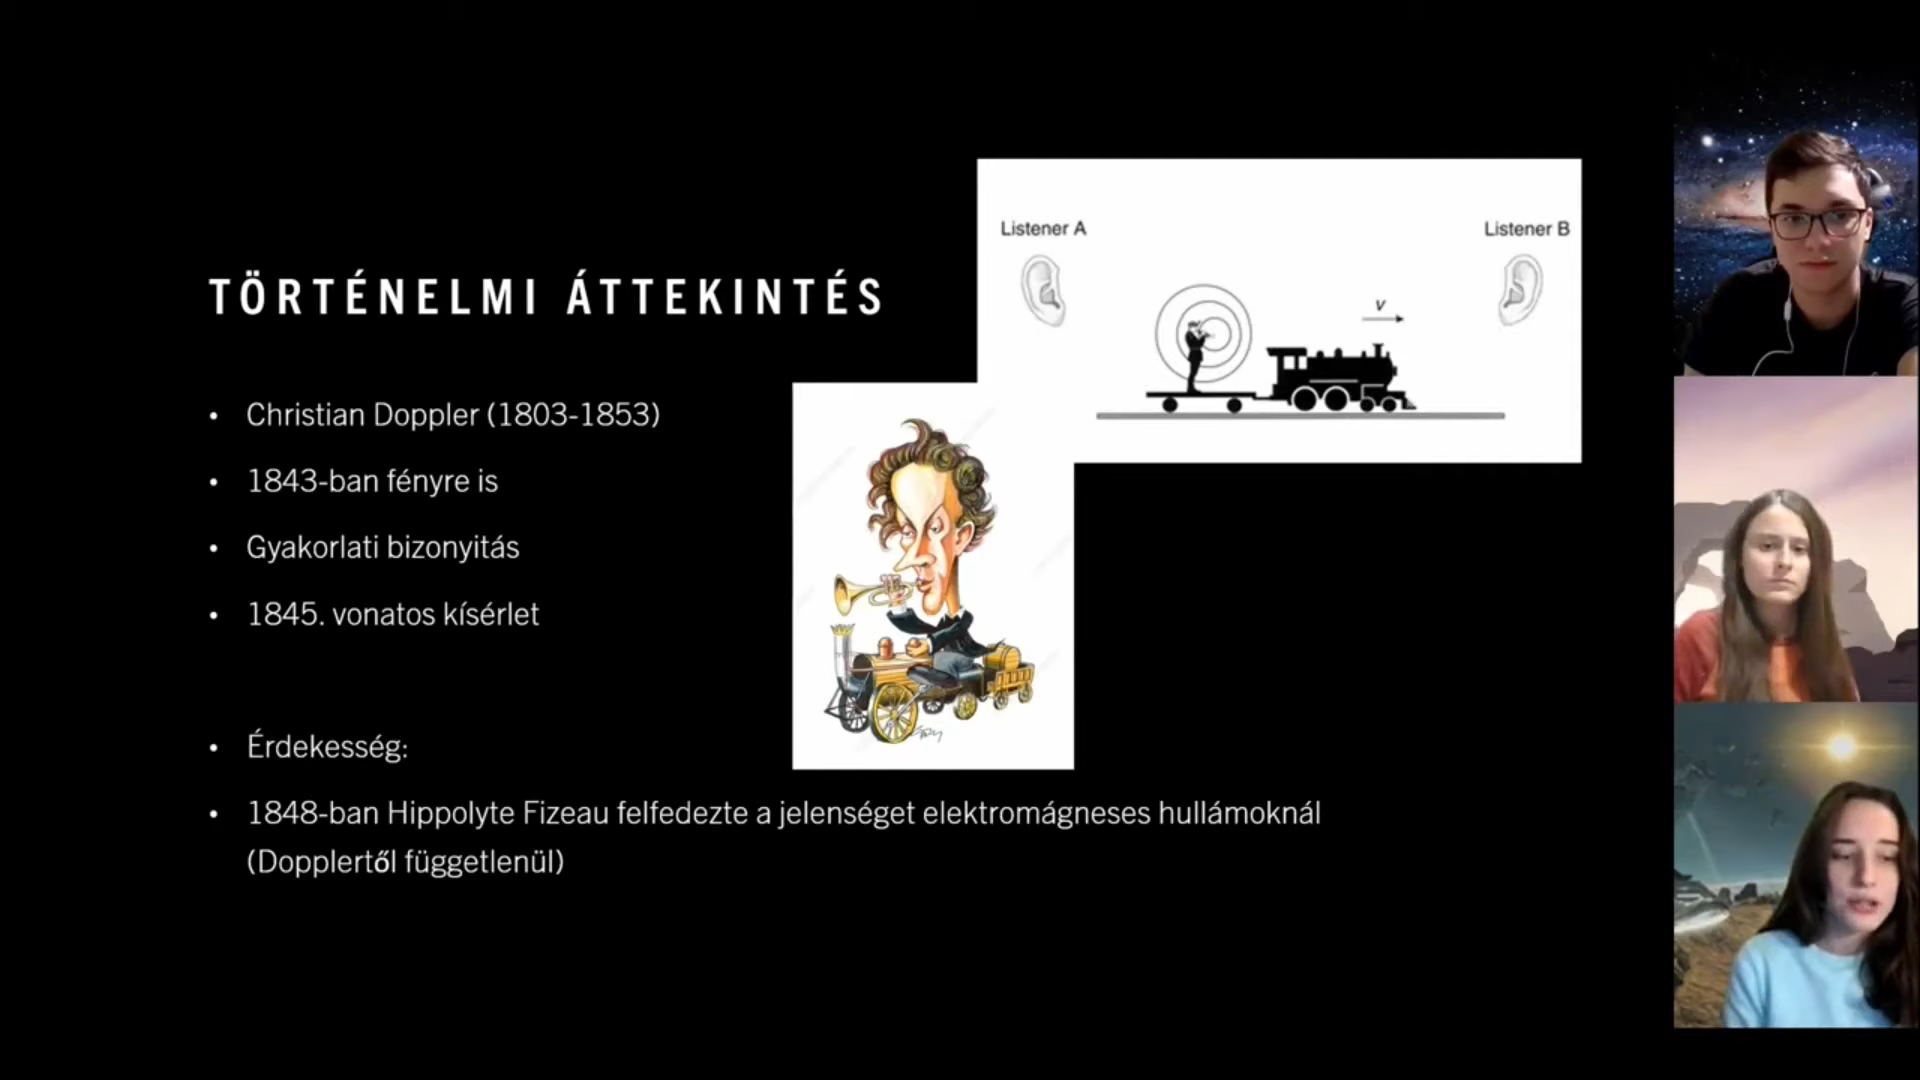 TÖRTÉNELMI ÁTTEKINTÉS
• Christian Doppler (1803-1853)
• 1843-ban fényre is
• Gyakorlati bizonyitás
• 1845. vonatos kísérlet
• Érdekesség:
• 1848-ban Hippolyte Fizeau felfedezte a jelenséget elektromágneses hullámoknál
(Dopplertől függetlenül)
Listener A
Listener B
v